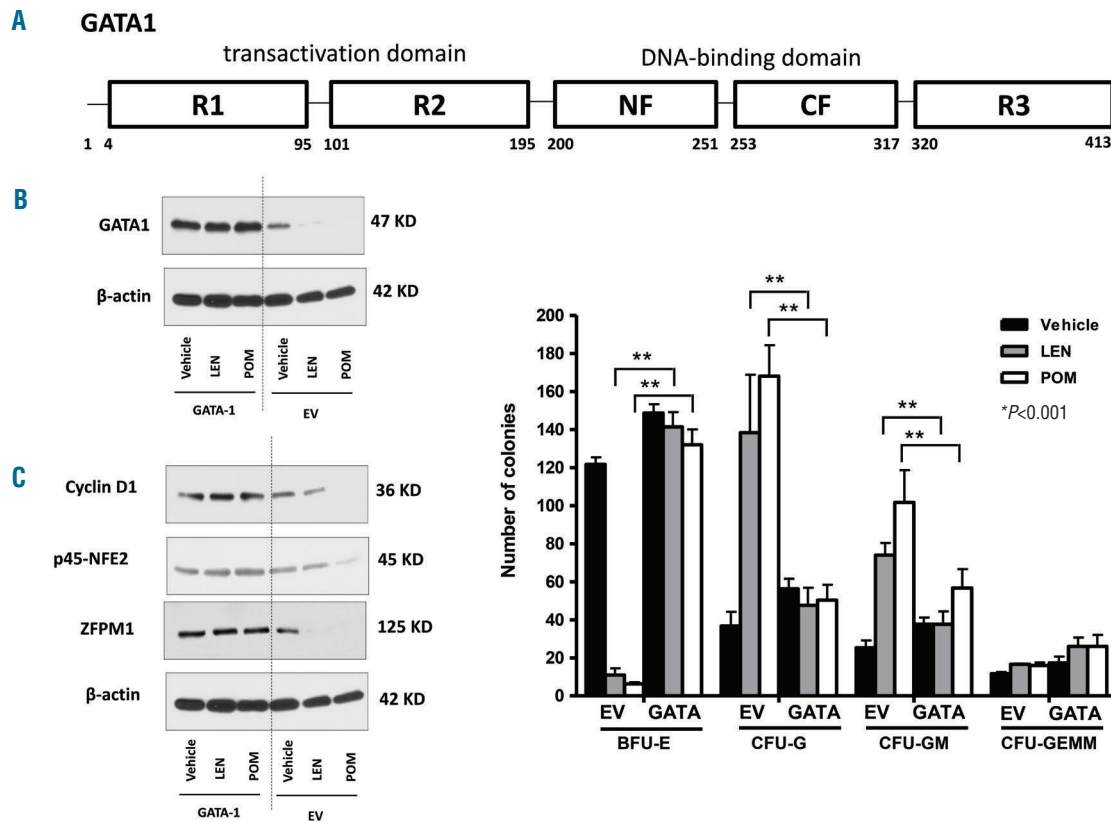 A
GATA1
transactivation domain
DNA-binding domain
R1 R2 NF CF R3
1 4 95 101 195 200 251 253 317 320 413
B
GATA1 47 KD
β-actin 42 KD
Vehicle LEN POM Vehicle LEN POM
GATA-1 EV
C
Cyclin D1 36 KD
p45-NFE2 45 KD
ZFPM1 125 KD
β-actin 42 KD
Vehicle LEN POM Vehicle LEN POM
GATA-1 EV
Number of colonies
200
180
160
140
120
100
80
60
40
20
0
** ** ** ** ** **
Vehicle
LEN
POM
*P<0.001
EV GATA EV GATA EV GATA EV GATA
BFU-E CFU-G CFU-GM CFU-GEMM